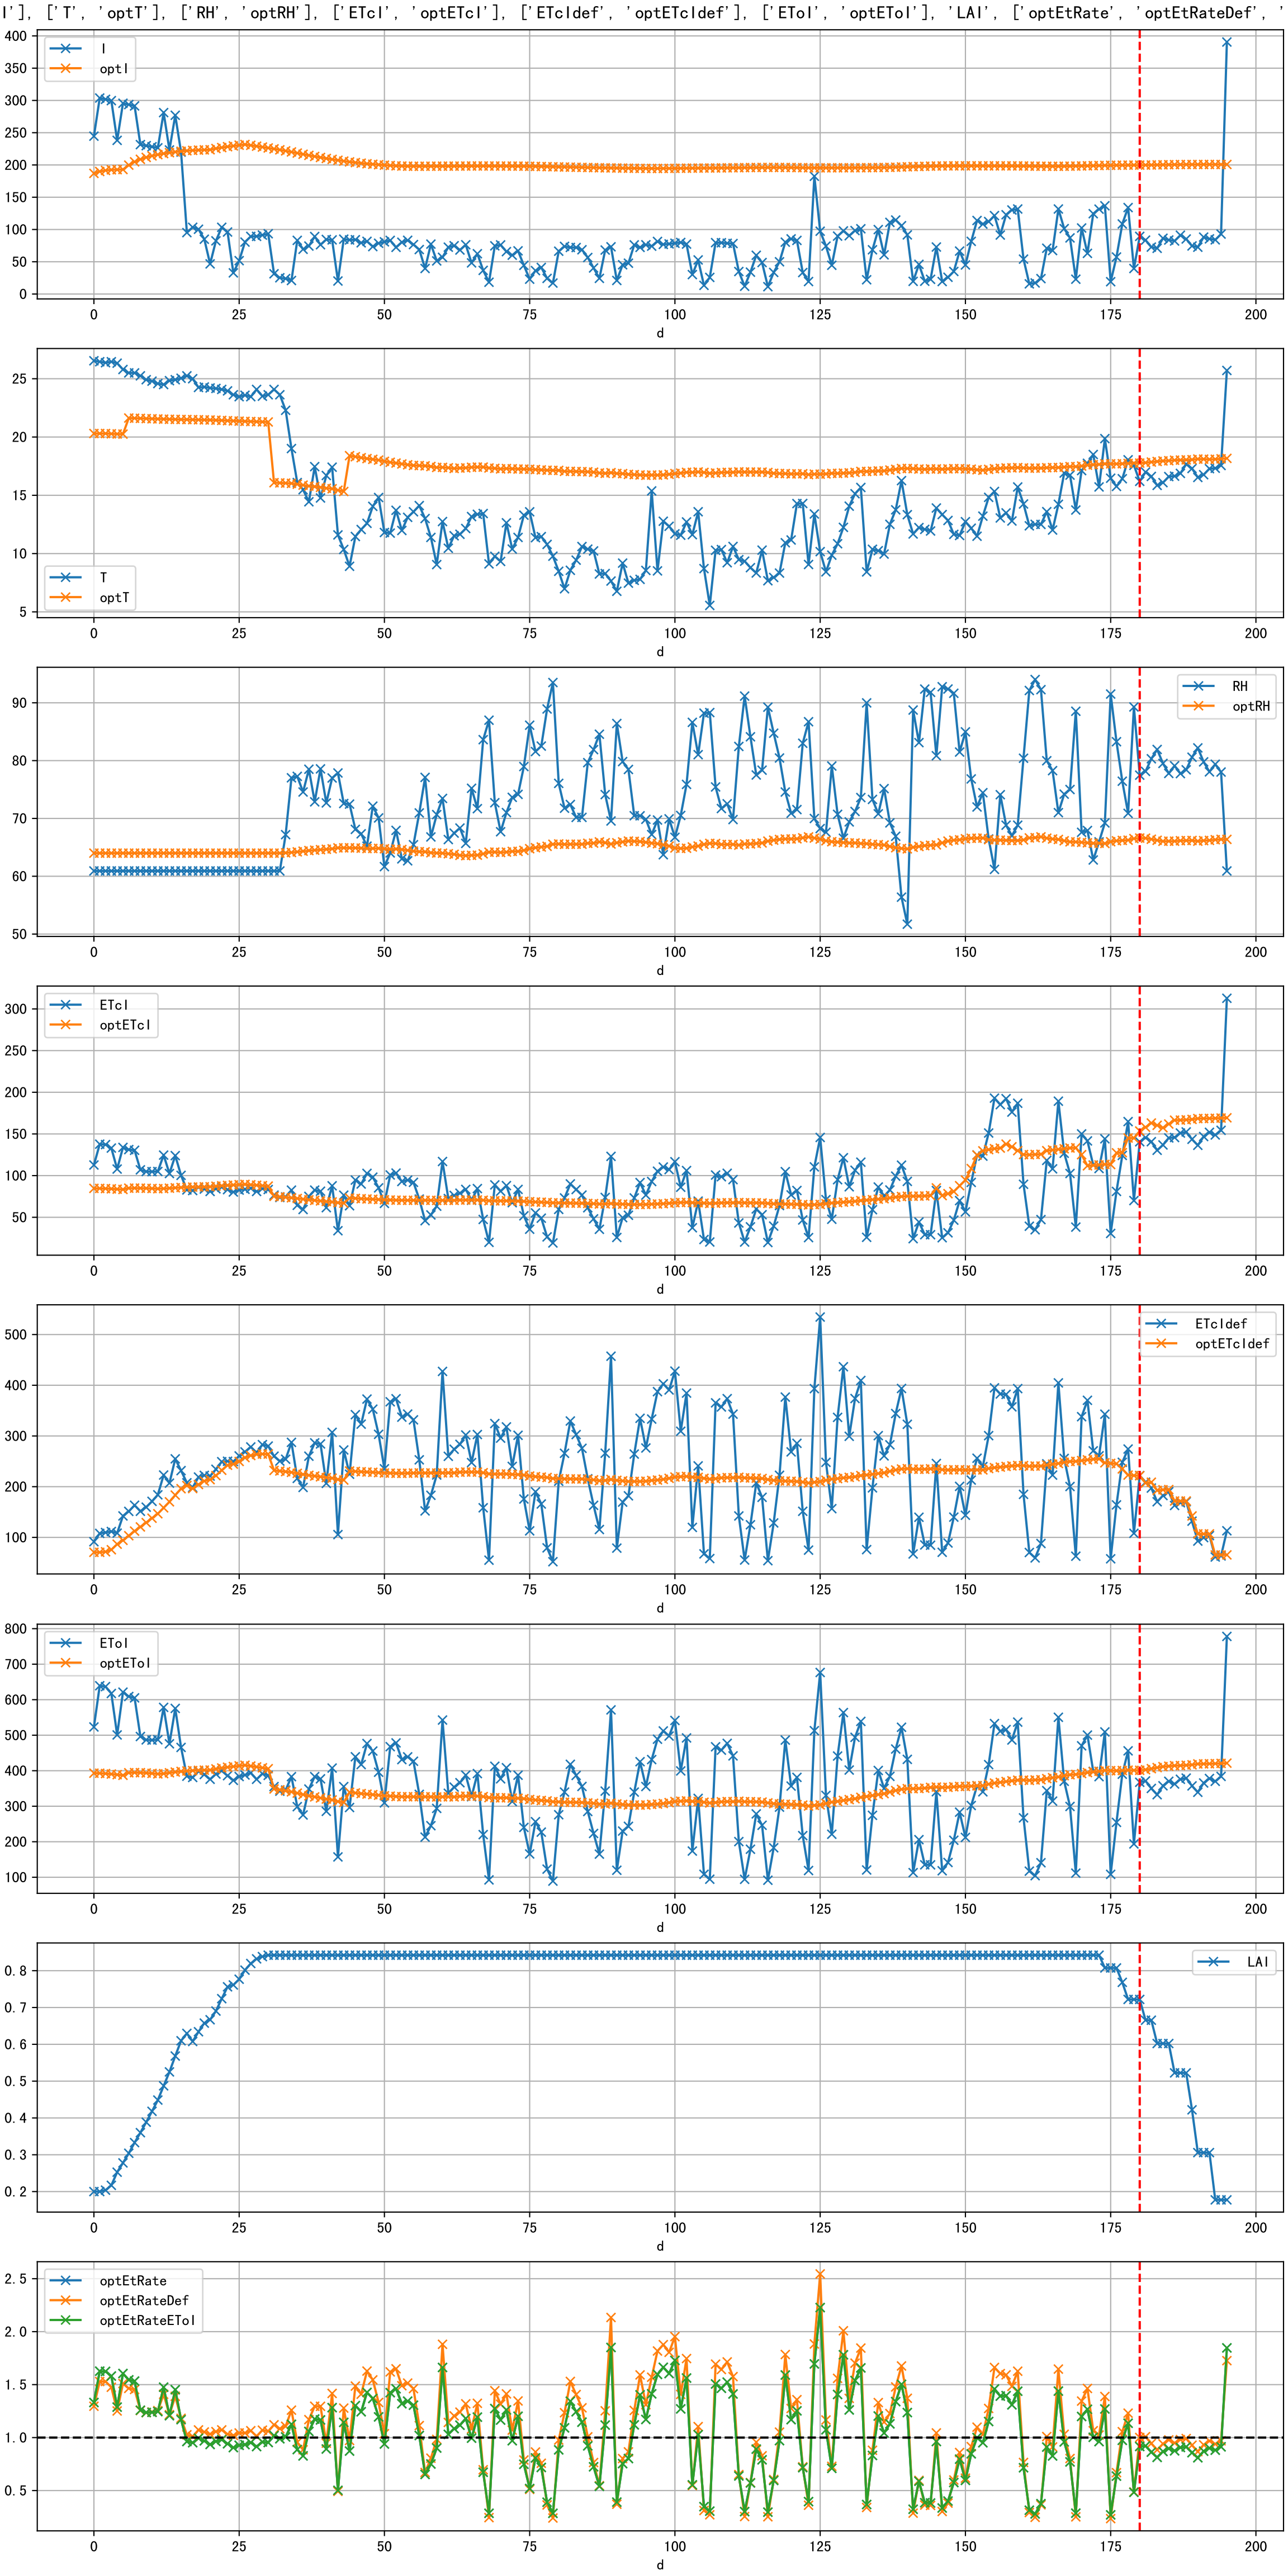 I'], ['T', 'optT'], ['RH', 'optRH'], ['ETcI', 'optETcI'], ['ETcIdef', 'optETcIdef'], ['EToI', 'optEToI'], 'LAI', ['optEtRate', 'optEtRateDef', '
400
350
300
250
200
150
100
50
0
I
optI
0 25 50 75 100 125 150 175 200
d
25
20
15
10
5
T
optT
0 25 50 75 100 125 150 175 200
d
90
80
70
60
50
RH
optRH
0 25 50 75 100 125 150 175 200
d
300
250
200
150
100
50
ETcI
optETcI
0 25 50 75 100 125 150 175 200
d
500
400
300
200
100
ETcIdef
optETcIdef
0 25 50 75 100 125 150 175 200
d
800
700
600
500
400
300
200
100
EToI
optEToI
0 25 50 75 100 125 150 175 200
d
0.8
0.7
0.6
0.5
0.4
0.3
0.2
LAI
0 25 50 75 100 125 150 175 200
d
2.5
2.0
1.5
1.0
0.5
optEtRate
optEtRateDef
optEtRateEToI
0 25 50 75 100 125 150 175 200
d